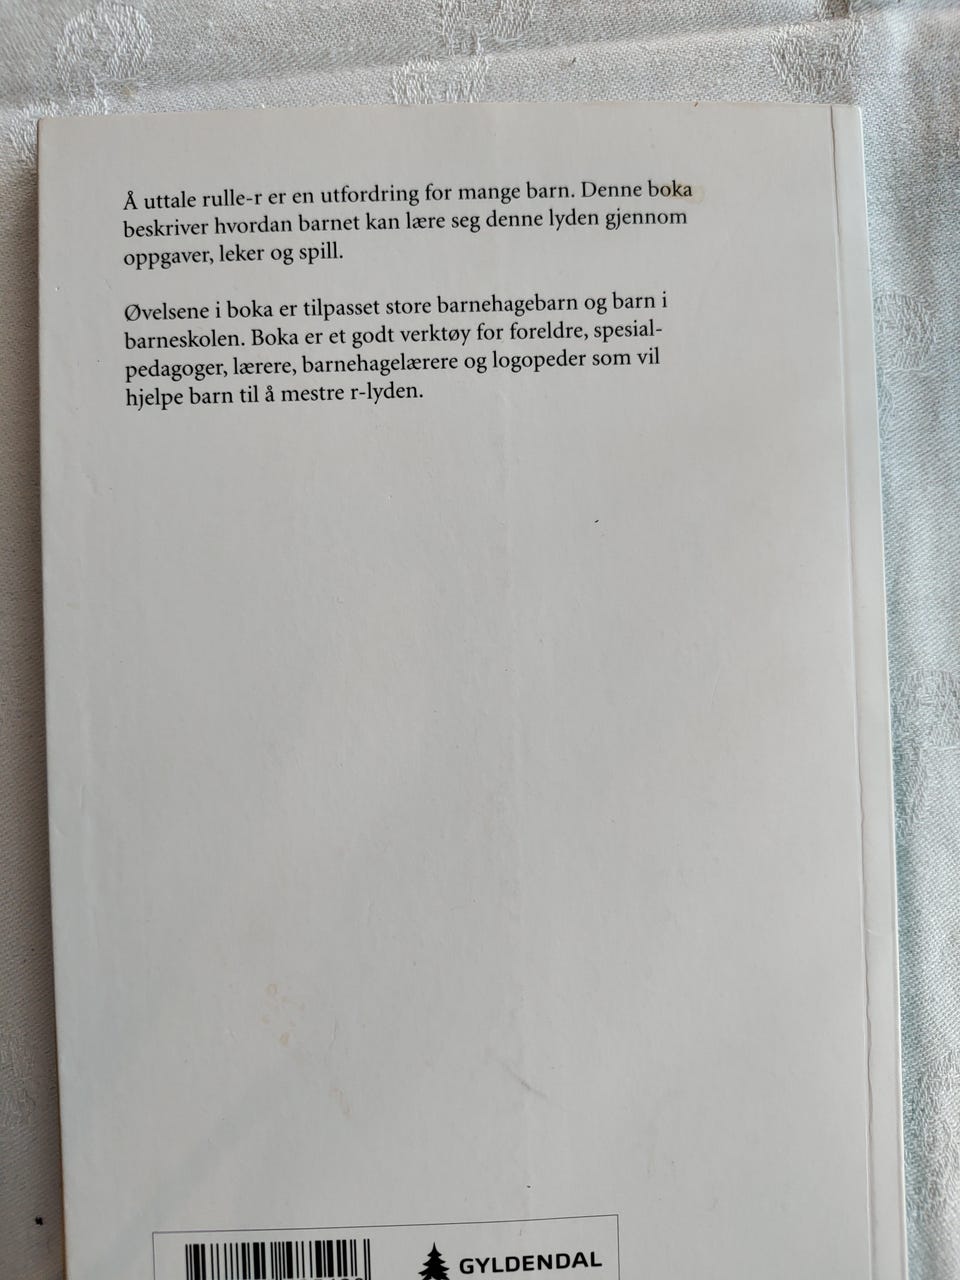 Å uttale rulle-r er en utfordring for mange barn. Denne boka
beskriver hvordan barnet kan lære seg denne lyden gjennom
oppgaver, leker og spill.
Øvelsene i boka er tilpasset store barnehagebarn og barn i
barneskolen. Boka er et godt verktøy for foreldre, spesial-
pedagoger, lærere, barnehagelærere og logopeder som vil
hjelpe barn til å mestre r-lyden.
GYLDENDAL